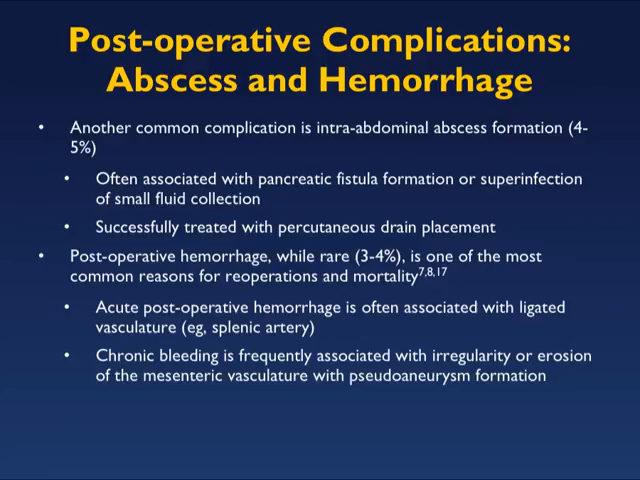 Post-operative Complications:
Abscess and Hemorrhage
• Another common complication is intra-abdominal abscess formation (4-
5%)
• Often associated with pancreatic fistula formation or superinfection
of small fluid collection
• Successfully treated with percutaneous drain placement
• Post-operative hemorrhage, while rare (3-4%), is one of the most
common reasons for reoperations and mortality7,8,17
• Acute post-operative hemorrhage is often associated with ligated
vasculature (eg, splenic artery)
• Chronic bleeding is frequently associated with irregularity or erosion
of the mesenteric vasculature with pseudoaneurysm formation